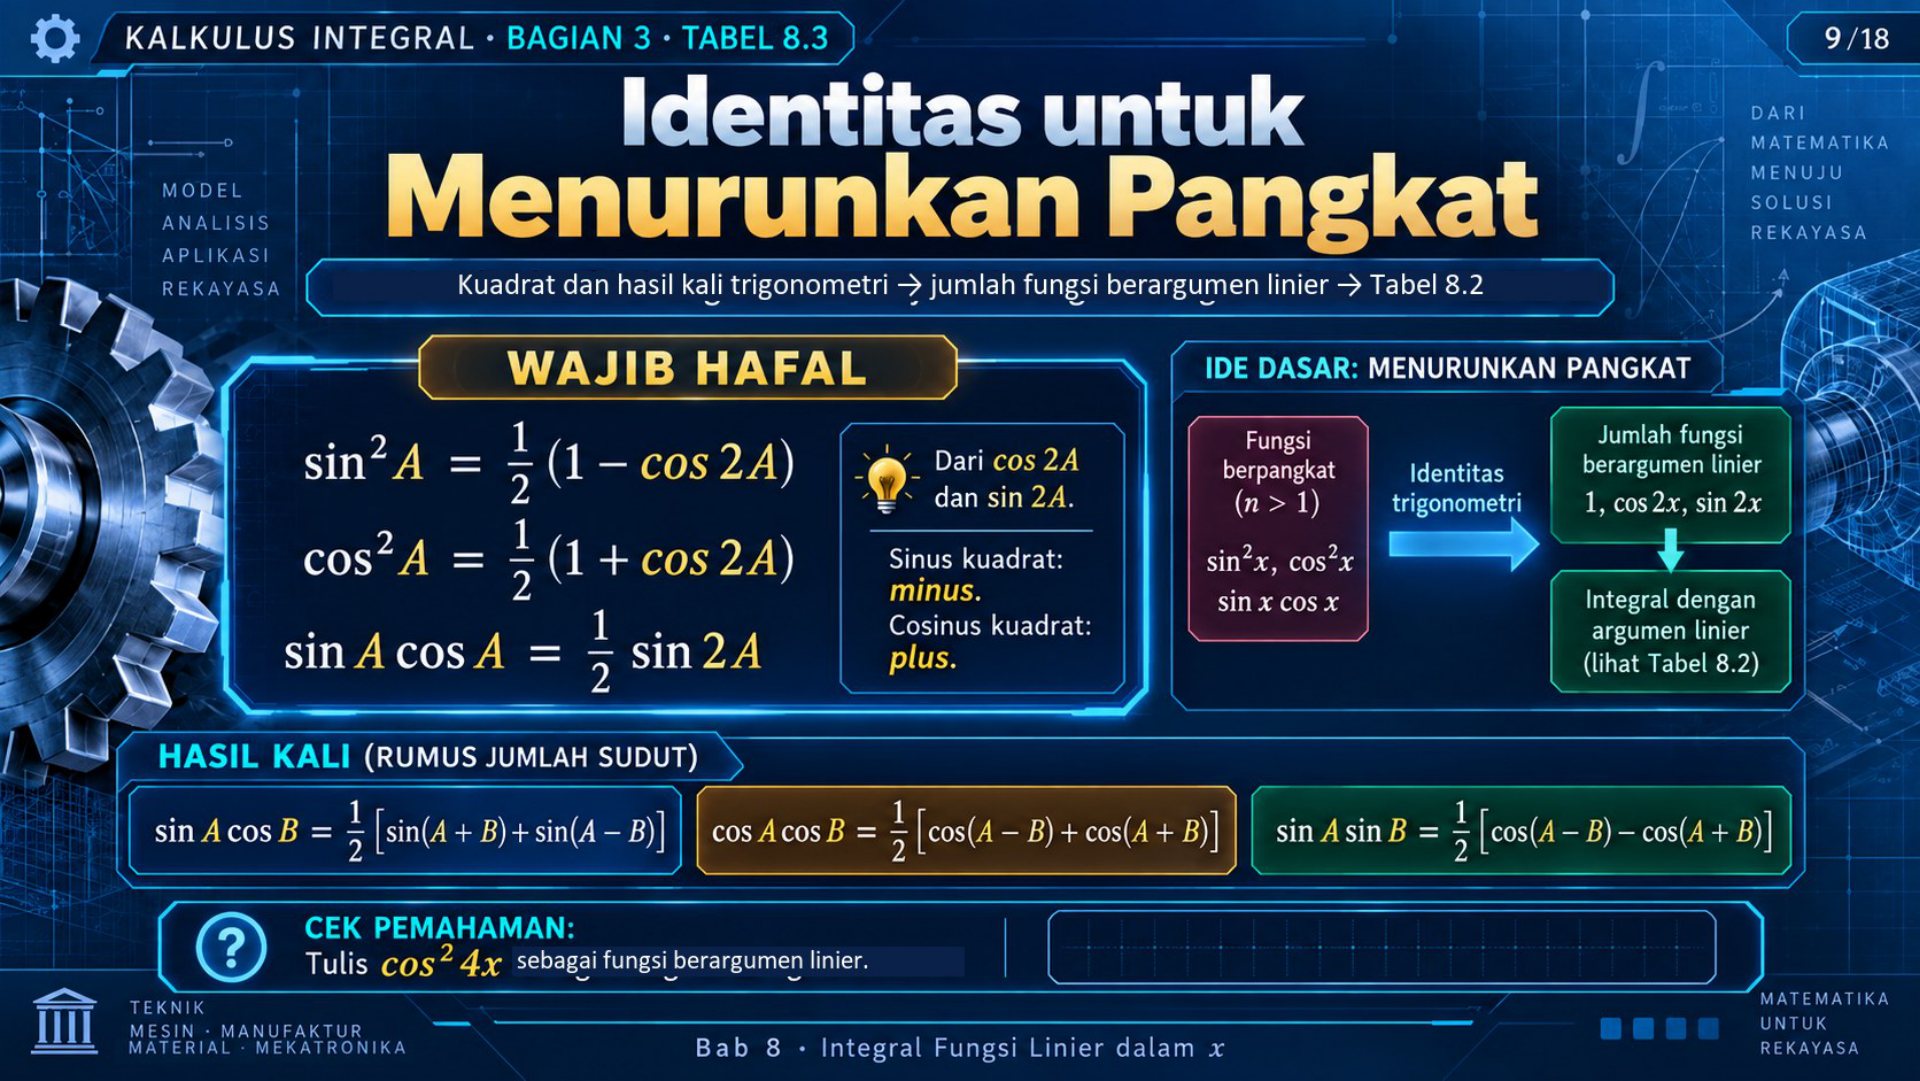 KALKULUS INTEGRAL · BAGIAN 3 · TABEL 8.3
9/18
Identitas untuk
Menurunkan Pangkat
MODEL
ANALISIS
APLIKASI
REKAYASA
DARI
MATEMATIKA
MENUJU
SOLUSI
REKAYASA
Kuadrat dan hasil kali trigonometri → jumlah fungsi berargumen linier → Tabel 8.2
WAJIB HAFAL
sin² A = 1/2 (1 − cos 2A)
cos² A = 1/2 (1 + cos 2A)
sin A cos A = 1/2 sin 2A
Dari cos 2A
dan sin 2A.
Sinus kuadrat:
minus.
Cosinus kuadrat:
plus.
IDE DASAR: MENURUNKAN PANGKAT
Fungsi
berpangkat
(n > 1)
sin²x, cos²x
sin x cos x
Identitas
trigonometri
Jumlah fungsi
berargumen linier
1, cos 2x, sin 2x
Integral dengan
argumen linier
(lihat Tabel 8.2)
HASIL KALI (RUMUS JUMLAH SUDUT)
sin A cos B = 1/2 [sin(A + B) + sin(A − B)]
cos A cos B = 1/2 [cos(A − B) + cos(A + B)]
sin A sin B = 1/2 [cos(A − B) − cos(A + B)]
?
CEK PEMAHAMAN:
Tulis cos² 4x sebagai fungsi berargumen linier.
TEKNIK
MESIN · MANUFAKTUR
MATERIAL · MEKATRONIKA
Bab 8 · Integral Fungsi Linier dalam x
MATEMATIKA
UNTUK
REKAYASA